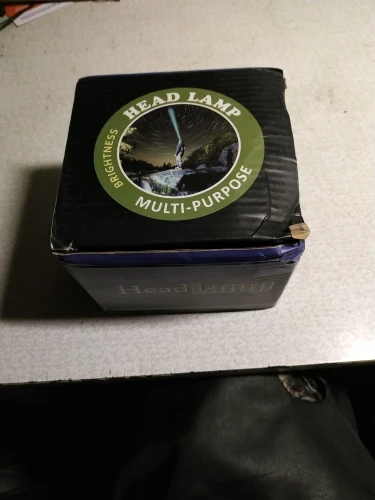 HEAD LAMP
BRIGHTNESS
MULTI-PURPOSE
Head Lamp